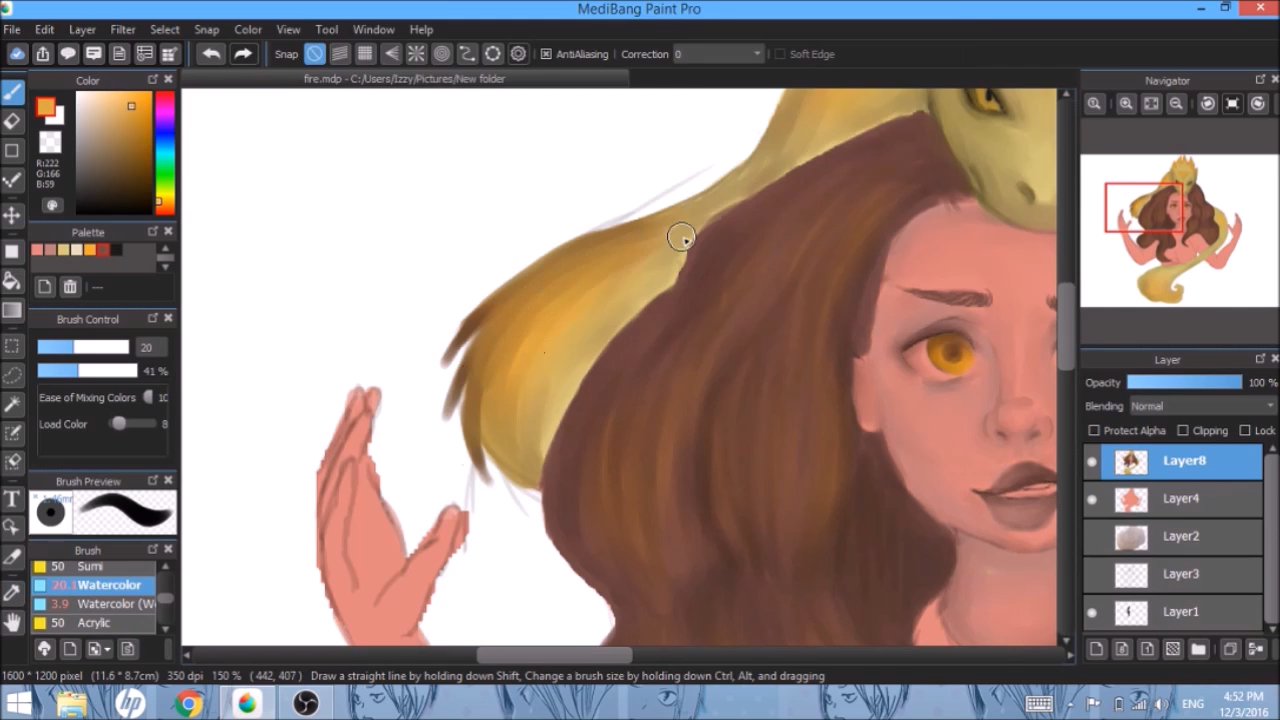 MediBang Paint Pro
File Edit Layer Filter Select Snap Color View Tool Window Help
Snap AntiAliasing Correction 0 Soft Edge
Color
fire.mdp - C:/Users/Izzy/Pictures/New folder
Navigator
R:222
G:166
B:59
Palette
---
Brush Control
20
41 %
Ease of Mixing Colors 10
Load Color 8
Brush Preview
Brush
50 Sumi
20.1 Watercolor
3.9 Watercolor (W
50 Acrylic
Layer
Opacity 100 %
Blending Normal
Protect Alpha Clipping Lock
Layer8
Layer4
Layer2
Layer3
Layer1
1600 * 1200 pixel (11.6 * 8.7cm) 350 dpi 150 % ( 442, 407 ) Draw a straight line by holding down Shift, Change a brush size by holding down Ctrl, Alt, and dragging
hp
ENG
4:52 PM
12/3/2016